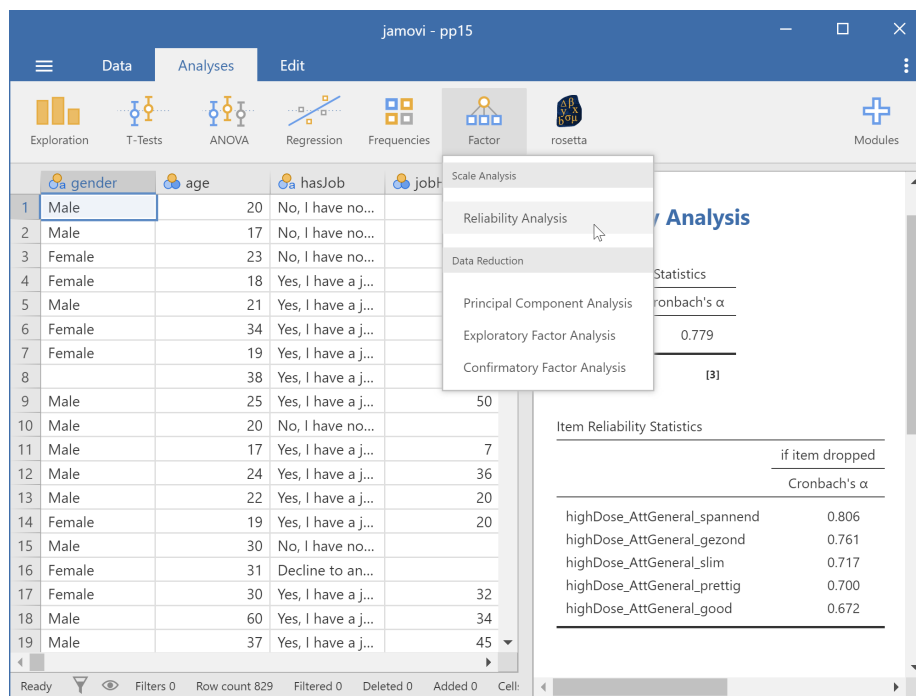 jamovi - pp15
Data Analyses Edit
Exploration T-Tests ANOVA Regression Frequencies Factor rosetta Modules
gender age hasJob jobH
1 Male 20 No, I have no...
2 Male 17 No, I have no...
3 Female 23 No, I have no...
4 Female 18 Yes, I have a j...
5 Male 21 Yes, I have a j...
6 Female 34 Yes, I have a j...
7 Female 19 Yes, I have a j...
8 38 Yes, I have a j...
9 Male 25 Yes, I have a j... 50
10 Male 20 No, I have no...
11 Male 17 Yes, I have a j... 7
12 Male 24 Yes, I have a j... 36
13 Male 22 Yes, I have a j... 20
14 Female 19 Yes, I have a j... 20
15 Male 30 No, I have no...
16 Female 31 Decline to an...
17 Female 30 Yes, I have a j... 32
18 Male 60 Yes, I have a j... 34
19 Male 37 Yes, I have a j... 45
Scale Analysis
Reliability Analysis
Data Reduction
Principal Component Analysis
Exploratory Factor Analysis
Confirmatory Factor Analysis
y Analysis
Statistics
ronbach's α
0.779
[3]
Item Reliability Statistics
if item dropped
Cronbach's α
highDose_AttGeneral_spannend 0.806
highDose_AttGeneral_gezond 0.761
highDose_AttGeneral_slim 0.717
highDose_AttGeneral_prettig 0.700
highDose_AttGeneral_good 0.672
Ready Filters 0 Row count 829 Filtered 0 Deleted 0 Added 0 Cell